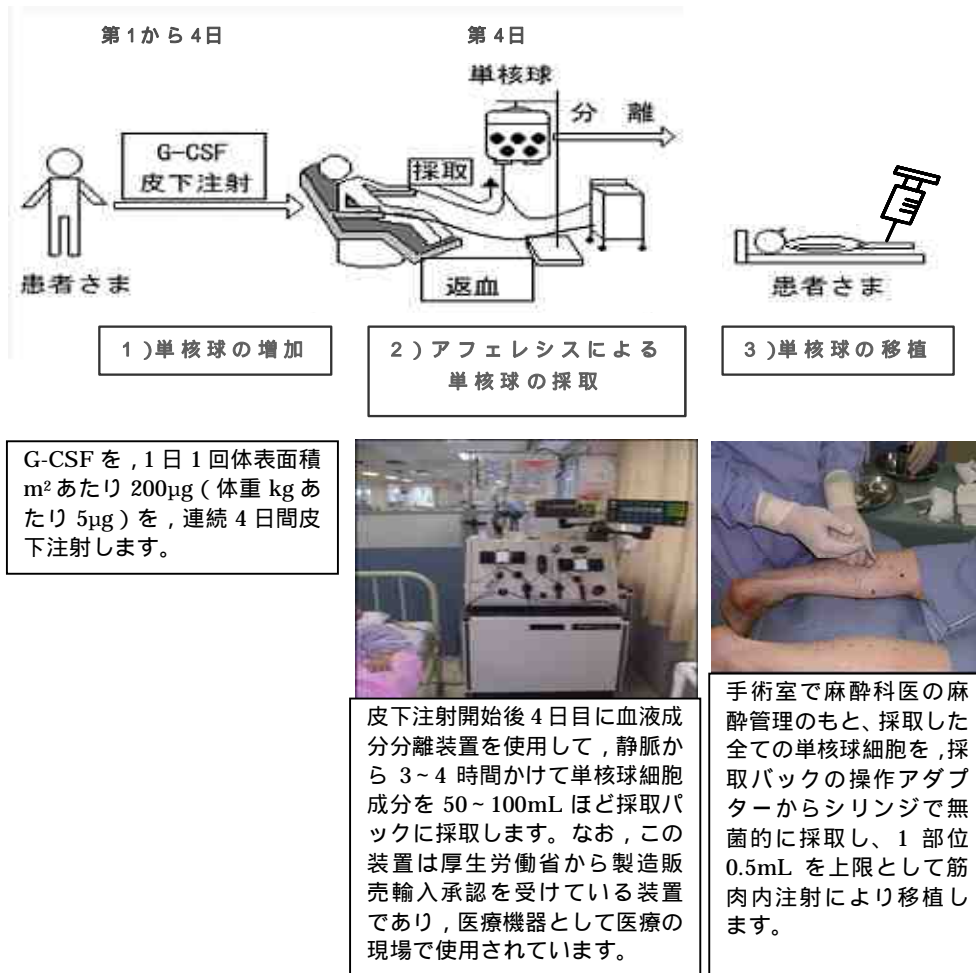 第1から4日
第4日
単核球
分離
G-CSF
皮下注射
採取
返血
患者さま
患者さま
1)単核球の増加
2)アフェレシスによる
単核球の採取
3)単核球の移植
G-CSF を,1日1回体表面積
m²あたり 200μg(体重 kg あ
たり 5μg)を,連続4日間皮
下注射します。
皮下注射開始後4日目に血液成
分分離装置を使用して,静脈か
ら 3~4 時間かけて単核球細胞
成分を 50~100mL ほど採取パ
ックに採取します。なお,この
装置は厚生労働省から製造販
売輸入承認を受けている装置
であり,医療機器として医療の
現場で使用されています。
手術室で麻酔科医の麻
酔管理のもと、採取した
全ての単核球細胞を,採
取バックの操作アダプ
ターからシリンジで無
菌的に採取し、1 部位
0.5mL を上限として筋
肉内注射により移植し
ます。